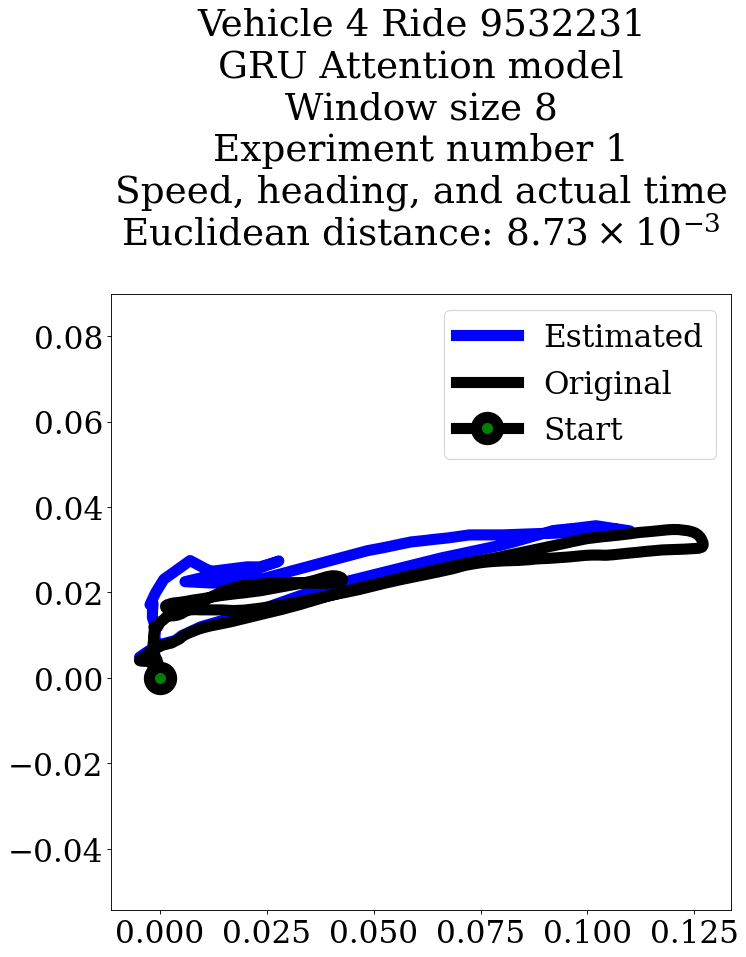 Vehicle 4 Ride 9532231
GRU Attention model
Window size 8
Experiment number 1
Speed, heading, and actual time
Euclidean distance: 8.73 × 10⁻³
Estimated
Original
Start
0.08
0.06
0.04
0.02
0.00
−0.02
−0.04
0.000 0.025 0.050 0.075 0.100 0.125